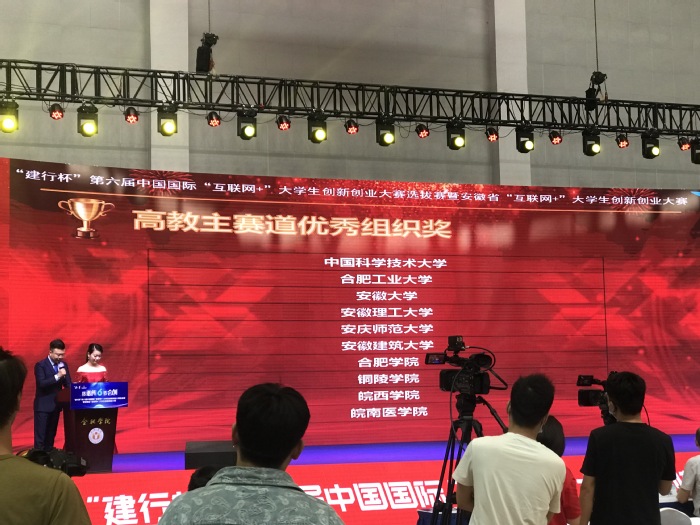 “建行杯”第六届中国国际“互联网+”大学生创新创业大赛选拔赛暨安徽省“互联网+”大学生创新创业大赛
高教主赛道优秀组织奖
中国科学技术大学
合肥工业大学
安徽大学
安徽理工大学
安庆师范大学
安徽建筑大学
合肥学院
铜陵学院
皖西学院
皖南医学院
合肥学院
“建行 届中国国际